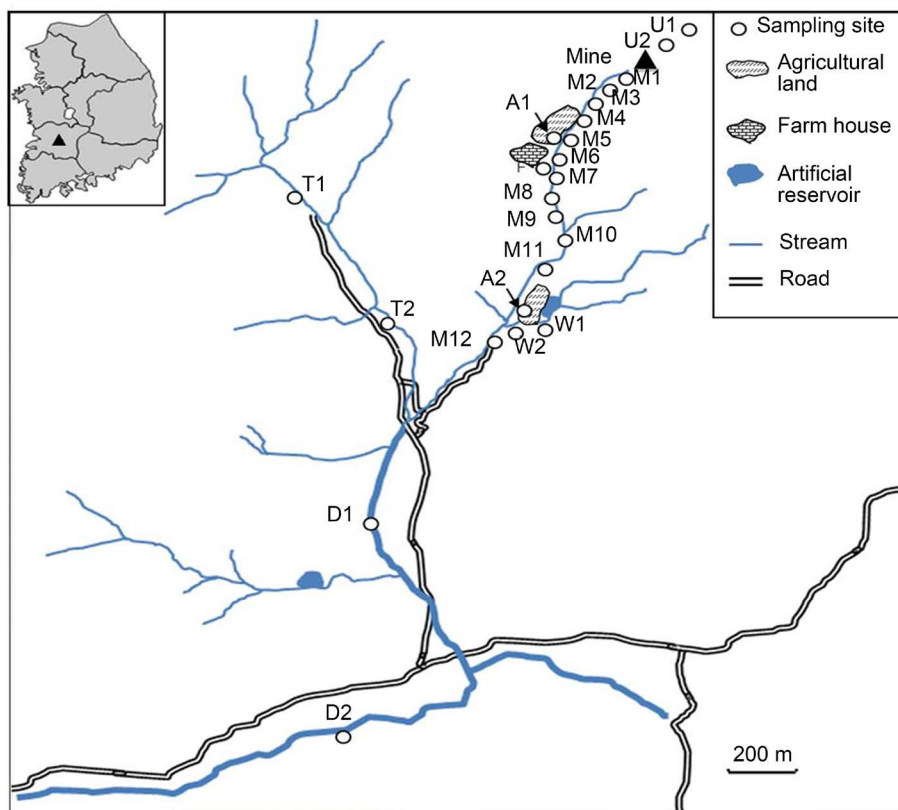 U1
U2
Mine
M1
M2
M3
A1
M4
M5
M6
F
M7
M8
M9
M10
M11
A2
W1
W2
M12
T1
T2
D1
D2
200 m
Sampling site
Agricultural
land
Farm house
Artificial
reservoir
Stream
Road